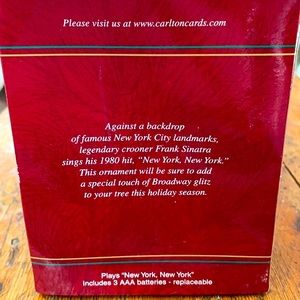 Please visit us at www.carltoncards.com
Against a backdrop
of famous New York City landmarks,
legendary crooner Frank Sinatra
sings his 1980 hit, "New York, New York."
This ornament will be sure to add
a special touch of Broadway glitz
to your tree this holiday season.
Plays "New York, New York"
Includes 3 AAA batteries - replaceable